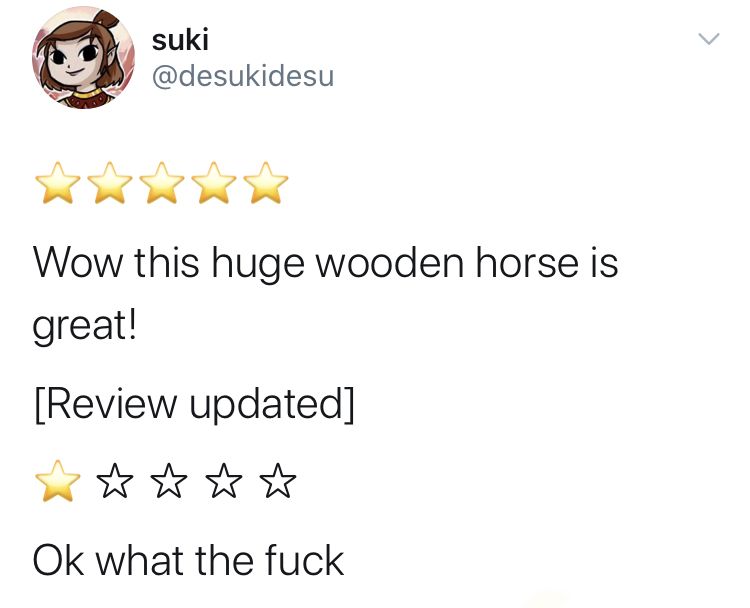 suki
@desukidesu
⭐⭐⭐⭐⭐
Wow this huge wooden horse is
great!
[Review updated]
⭐☆☆☆☆
Ok what the fuck